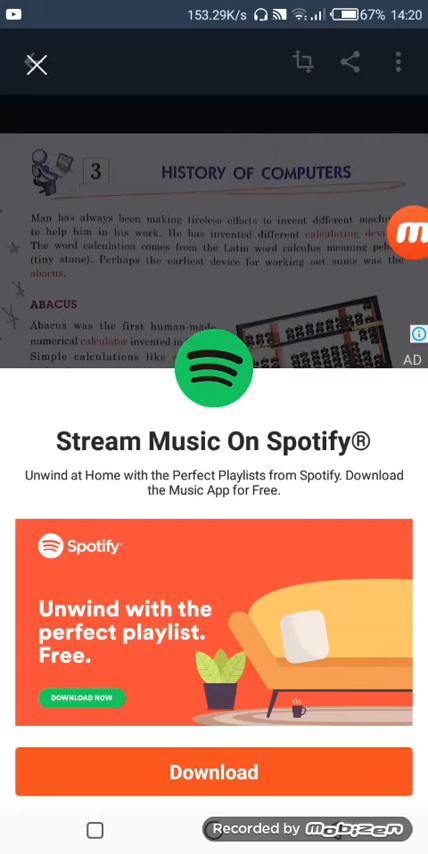 153.29K/s 67% 14:20
3
HISTORY OF COMPUTERS
Man has always been making tireless efforts to invent different
to help him in his work. He has invented different calculating
The word calculation comes from the Latin word calculus meaning
(tiny stone). Perhaps the earliest device for working out sums was the
abacus.
ABACUS
Abacus was the first human-made
numerical calculator invented in
Simple calculations like
AD
Stream Music On Spotify®
Unwind at Home with the Perfect Playlists from Spotify. Download
the Music App for Free.
Spotify
Unwind with the
perfect playlist.
Free.
DOWNLOAD NOW
Download
Recorded by mobizen